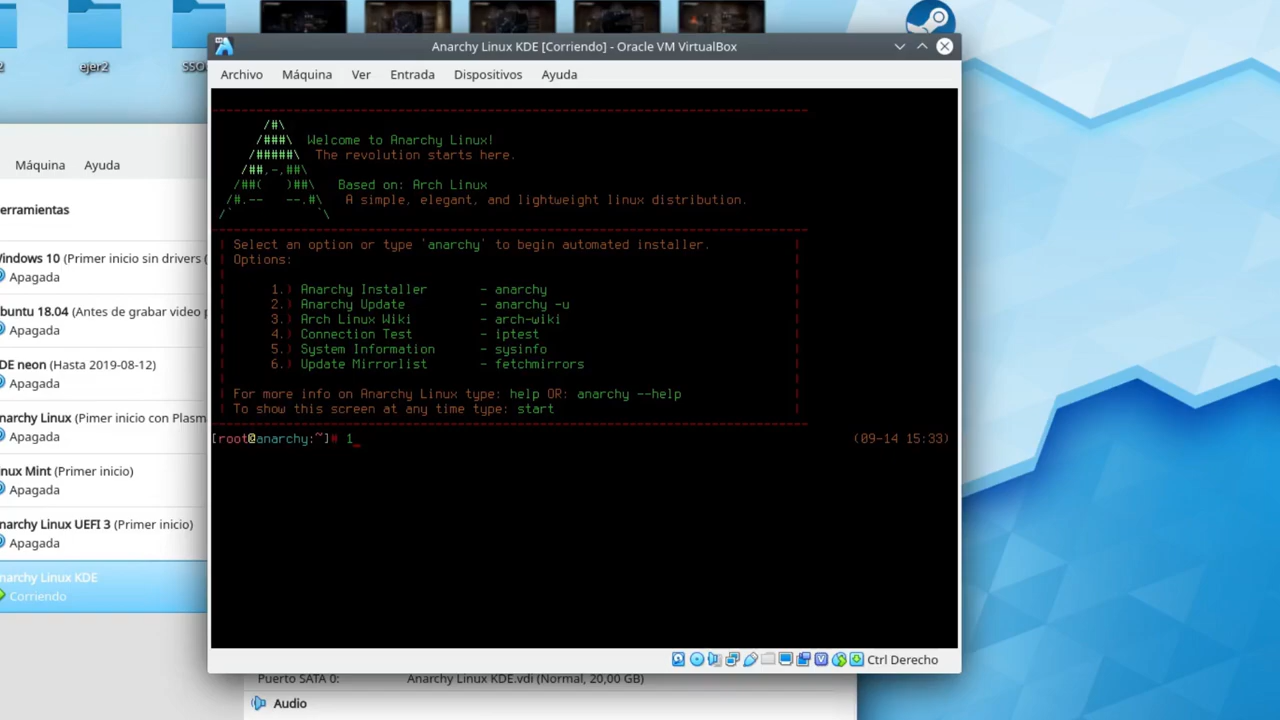 2
ejer2
SSO
Anarchy Linux KDE [Corriendo] - Oracle VM VirtualBox
Archivo Máquina Ver Entrada Dispositivos Ayuda
Máquina Ayuda
erramientas
indows 10 (Primer inicio sin drivers (
Apagada
buntu 18.04 (Antes de grabar video p
Apagada
DE neon (Hasta 2019-08-12)
Apagada
narchy Linux (Pimer inicio con Plasm
Apagada
nux Mint (Primer inicio)
Apagada
narchy Linux UEFI 3 (Primer inicio)
Apagada
narchy Linux KDE
Corriendo
/#\
/###\ Welcome to Anarchy Linux!
/#####\ The revolution starts here.
/##,-,##\
/##( )##\ Based on: Arch Linux
/#.-- --.#\ A simple, elegant, and lightweight linux distribution.
/` `\
Select an option or type `anarchy` to begin automated installer.
Options:
1.) Anarchy Installer - anarchy
2.) Anarchy Update - anarchy -u
3.) Arch Linux Wiki - arch-wiki
4.) Connection Test - iptest
5.) System Information - sysinfo
6.) Update Mirrorlist - fetchmirrors
For more info on Anarchy Linux type: help OR: anarchy --help
To show this screen at any time type: start
[root@anarchy:~]# 1_ (09-14 15:33)
Ctrl Derecho
Puerto SATA 0: Anarchy Linux KDE.vdi (Normal, 20,00 GB)
Audio